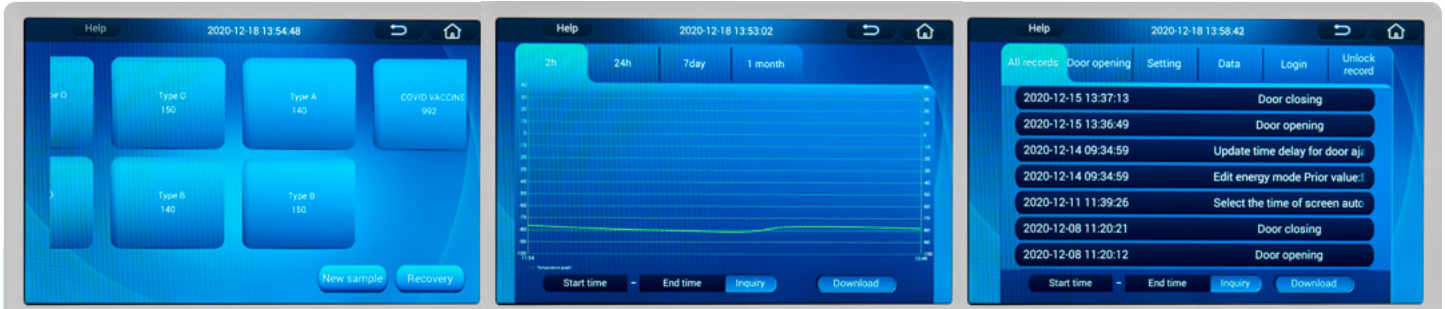 Help 2020-12-18 13:54:48
Type O
150
Type A
140
COVID VACCINE
992
Type B
140
Type B
150
New sample Recovery
Help 2020-12-18 13:53:02
2h 24h 7day 1 month
11:54
Temperature graph
Start time - End time Inquiry Download
Help 2020-12-18 13:58:42
All records Door opening Setting Data Login Unlock record
2020-12-15 13:37:13 Door closing
2020-12-15 13:36:49 Door opening
2020-12-14 09:34:59 Update time delay for door aja
2020-12-14 09:34:59 Edit energy mode Prior value:
2020-12-11 11:39:26 Select the time of screen auto
2020-12-08 11:20:21 Door closing
2020-12-08 11:20:12 Door opening
Start time - End time Inquiry Download